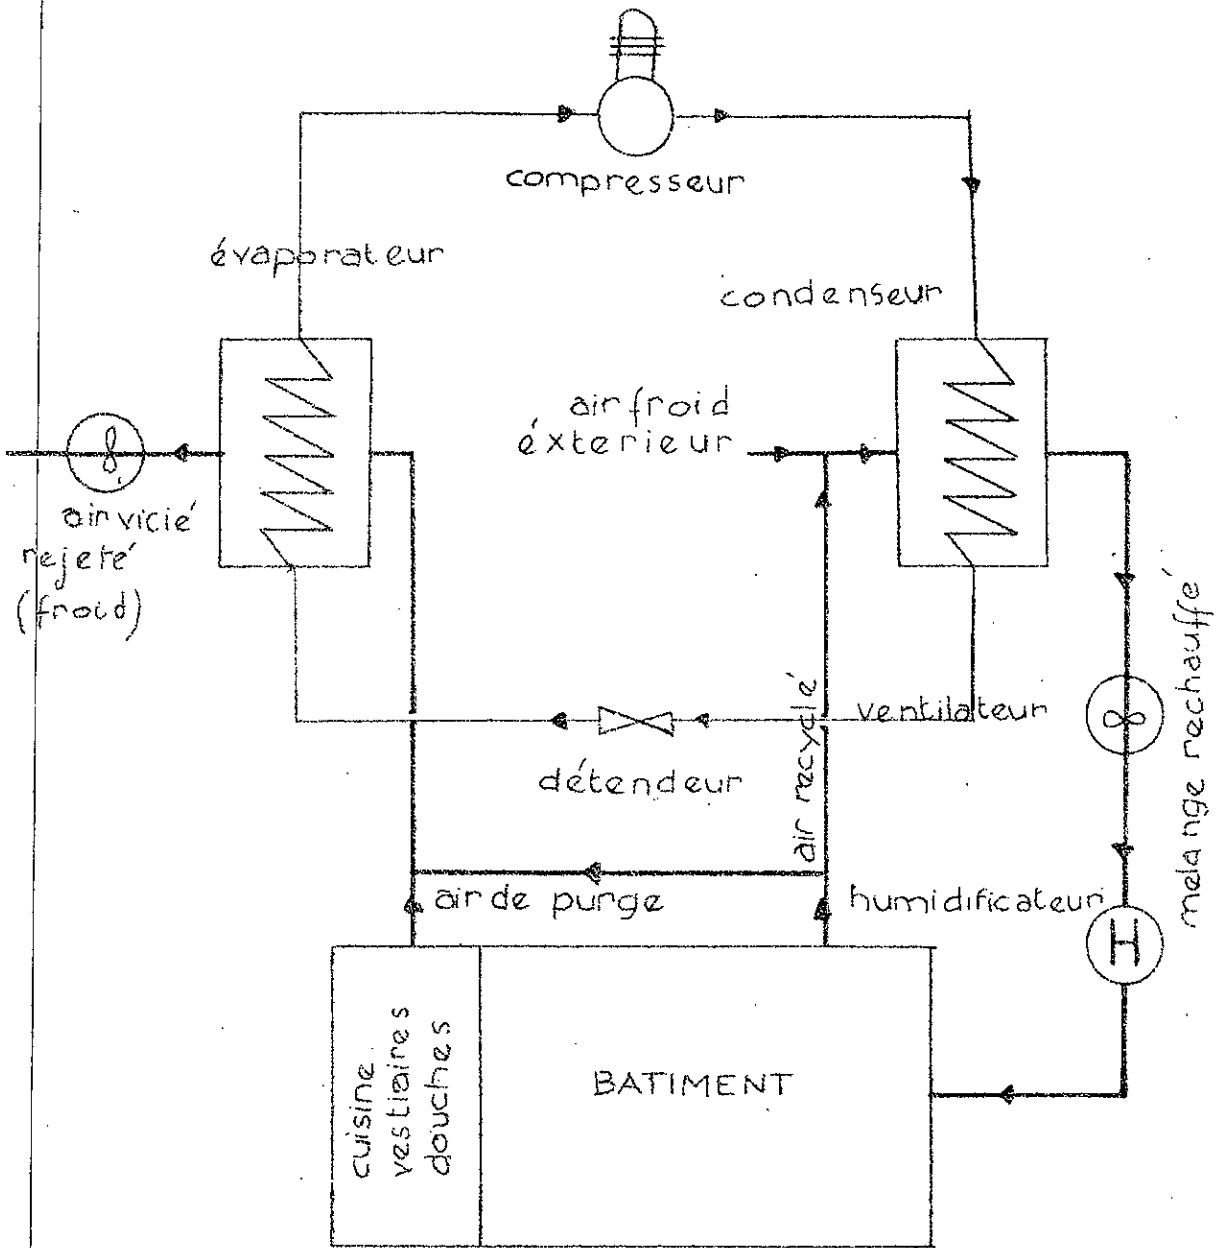 compresseur
évaporateur
condenseur
air froid
éxterieur
air vicié
rejeté
(froid)
mélange rechauffé
air recyclé
ventilateur
détendeur
air de purge
humidificateur
H
cuisine
vestiaires
douches
BATIMENT